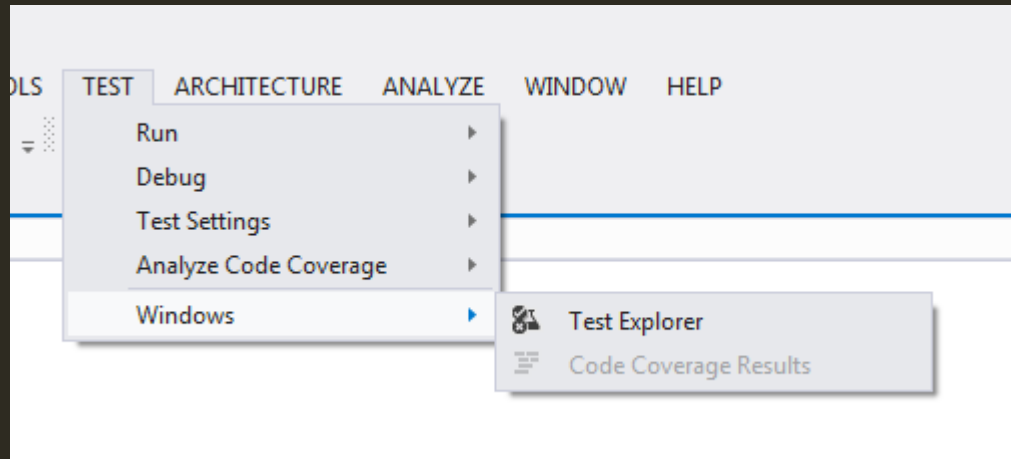 OLS TEST ARCHITECTURE ANALYZE WINDOW HELP
Run
Debug
Test Settings
Analyze Code Coverage
Windows
Test Explorer
Code Coverage Results